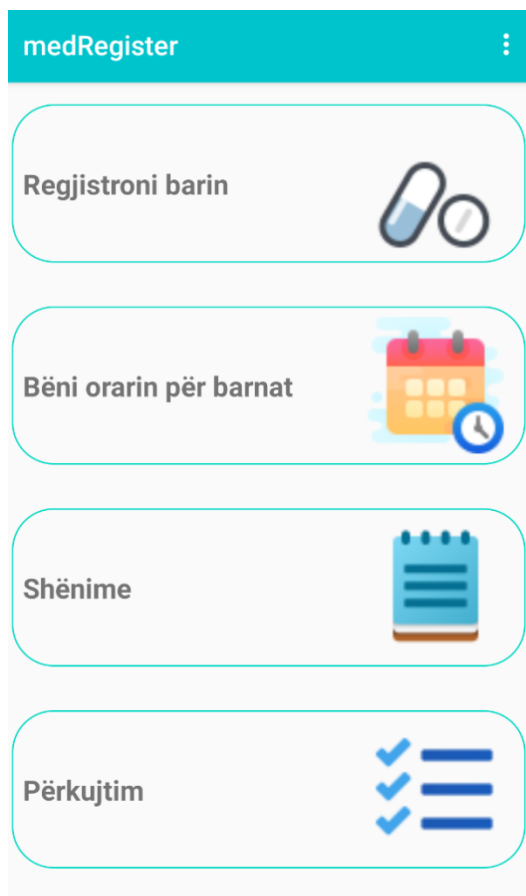 medRegister
Regjistroni barin
Bëni orarin për barnat
Shënime
Përkujtim